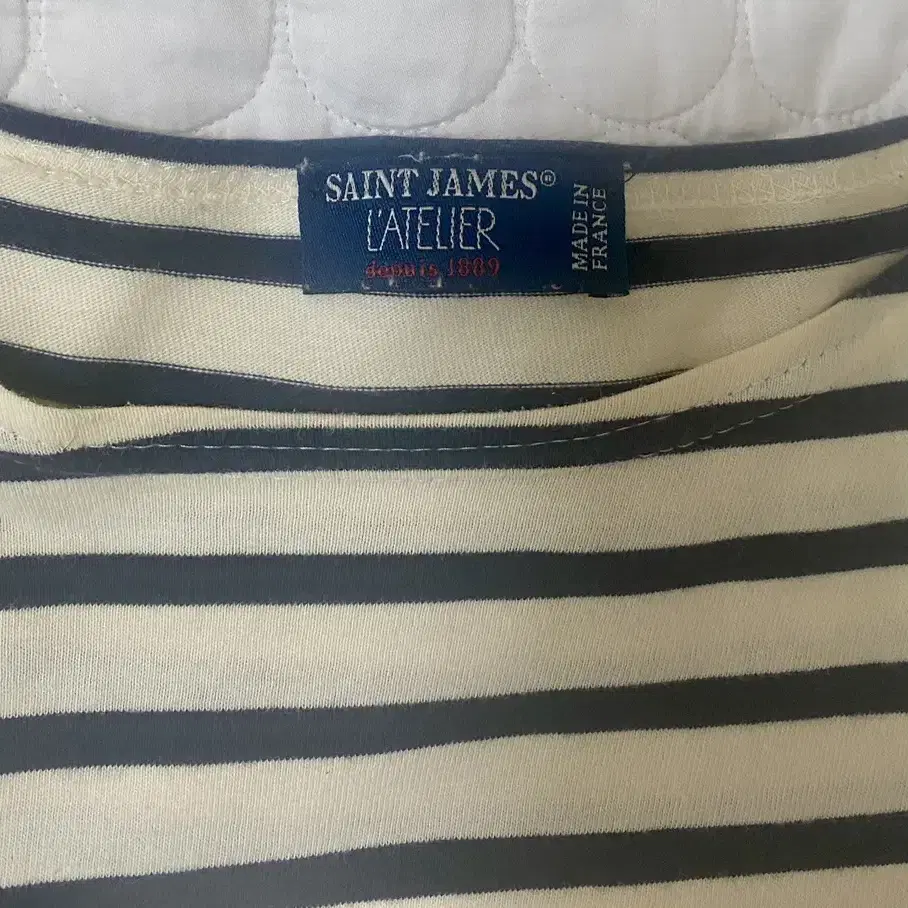 SAINT JAMES®
L'ATELIER
depuis 1889
MADE IN
FRANCE